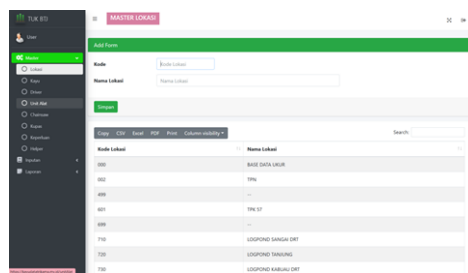 TUK BTI
MASTER LOKASI
User
Add Form
Master
Lokasi
Kayu
Driver
Unit Alat
Chainsaw
Kupas
Keperluan
Helper
Inputan
Laporan
Kode
Kode Lokasi
Nama Lokasi
Nama Lokasi
Simpan
Copy CSV Excel PDF Print Column visibility
Search:
Kode Lokasi Nama Lokasi
000 BASE DATA UKUR
002 TPN
499 --
601 TPK 57
699 --
710 LOGPOND SANGAI DRT
720 LOGPOND TANJUNG
730 LOGPOND KABUAU DRT